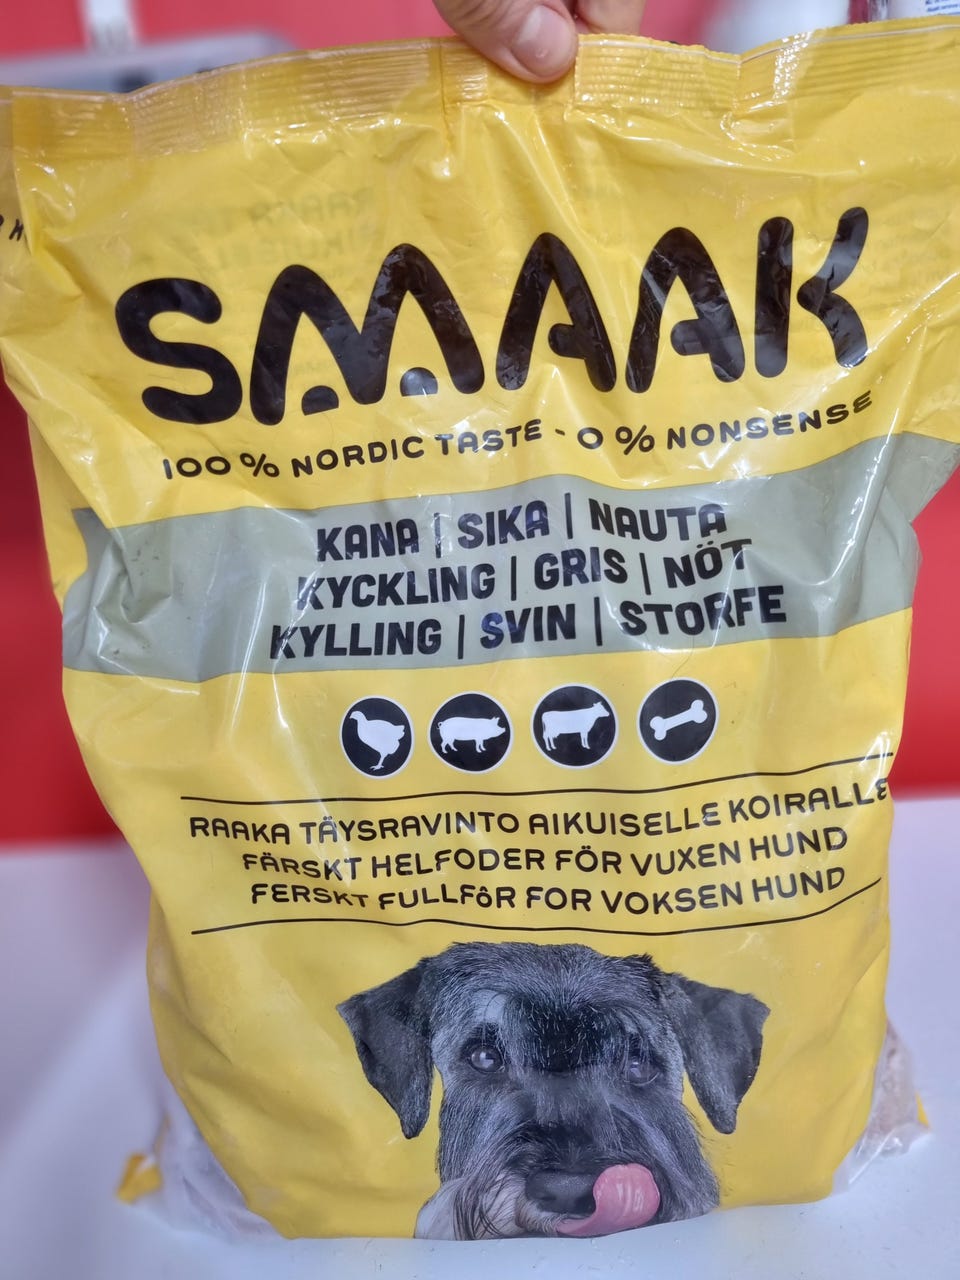 SMAAK
100 % NORDIC TASTE - 0 % NONSENSE
KANA | SIKA | NAUTA
KYCKLING | GRIS | NÖT
KYLLING | SVIN | STORFE
RAAKA TÄYSRAVINTO AIKUISELLE KOIRALLE
FÄRSKT HELFODER FÖR VUXEN HUND
FERSKT FULLFôR FOR VOKSEN HUND